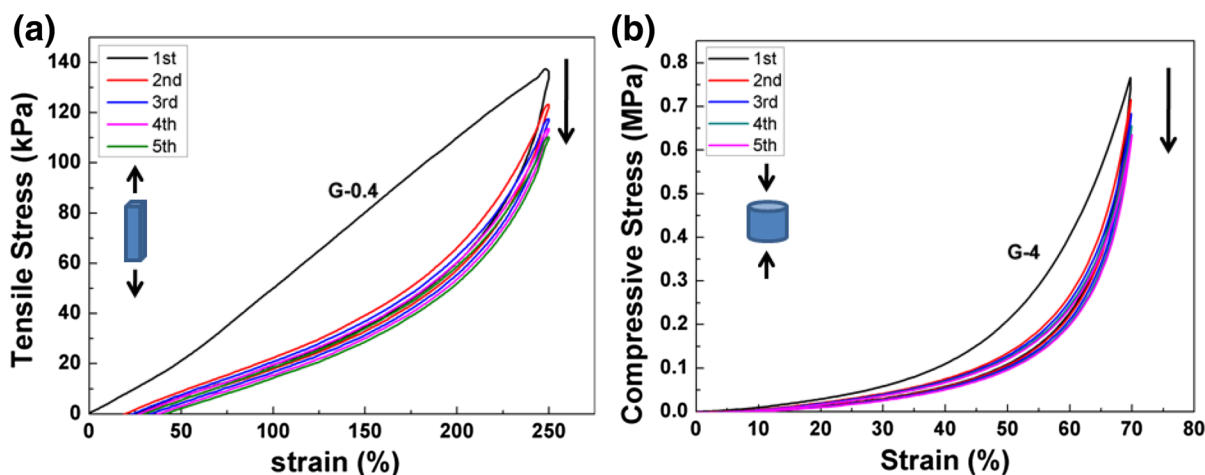 (a)
Tensile Stress (kPa)
140
120
100
80
60
40
20
0
1st
2nd
3rd
4th
5th
G-0.4
0 50 100 150 200 250
strain (%)
(b)
Compressive Stress (MPa)
0.8
0.7
0.6
0.5
0.4
0.3
0.2
0.1
0.0
1st
2nd
3rd
4th
5th
G-4
0 10 20 30 40 50 60 70 80
Strain (%)